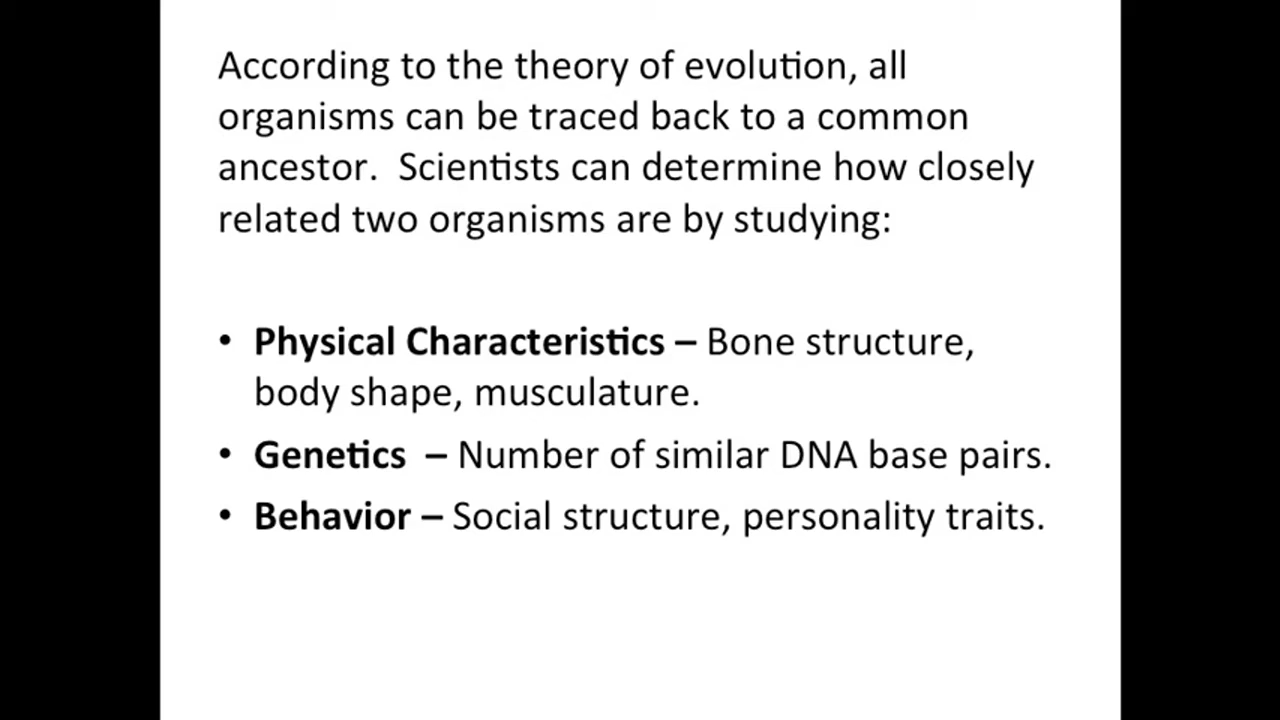 According to the theory of evolution, all
organisms can be traced back to a common
ancestor.  Scientists can determine how closely
related two organisms are by studying:
• Physical Characteristics – Bone structure,
body shape, musculature.
• Genetics  – Number of similar DNA base pairs.
• Behavior – Social structure, personality traits.